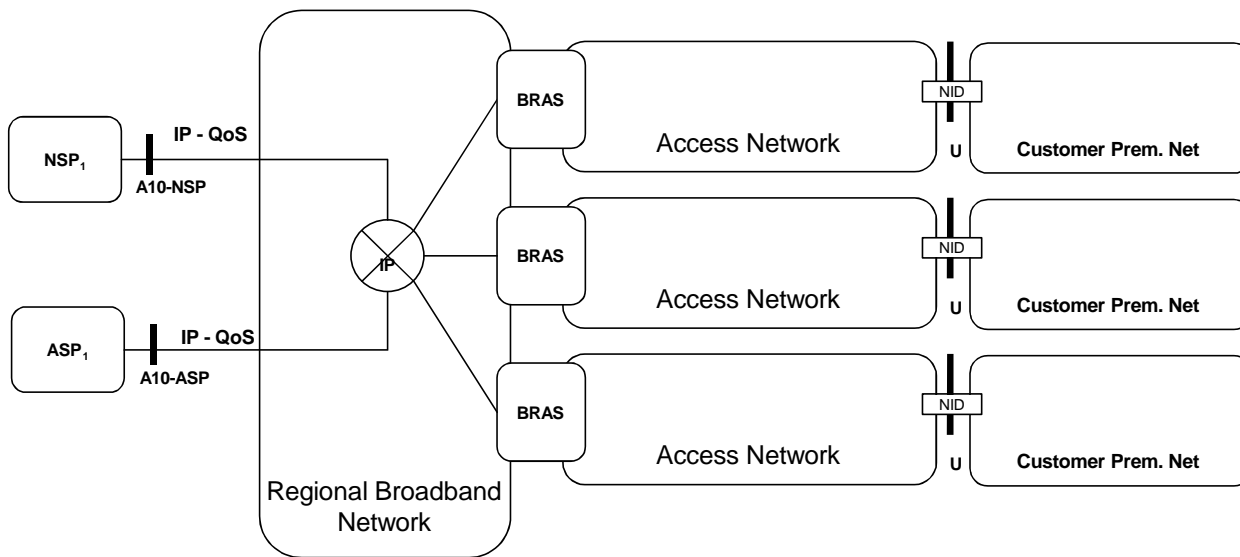 NSP₁
IP - QoS
A10-NSP
ASP₁
IP - QoS
A10-ASP
IP
Regional Broadband
Network
BRAS
Access Network
NID
U
Customer Prem. Net
BRAS
Access Network
NID
U
Customer Prem. Net
BRAS
Access Network
NID
U
Customer Prem. Net